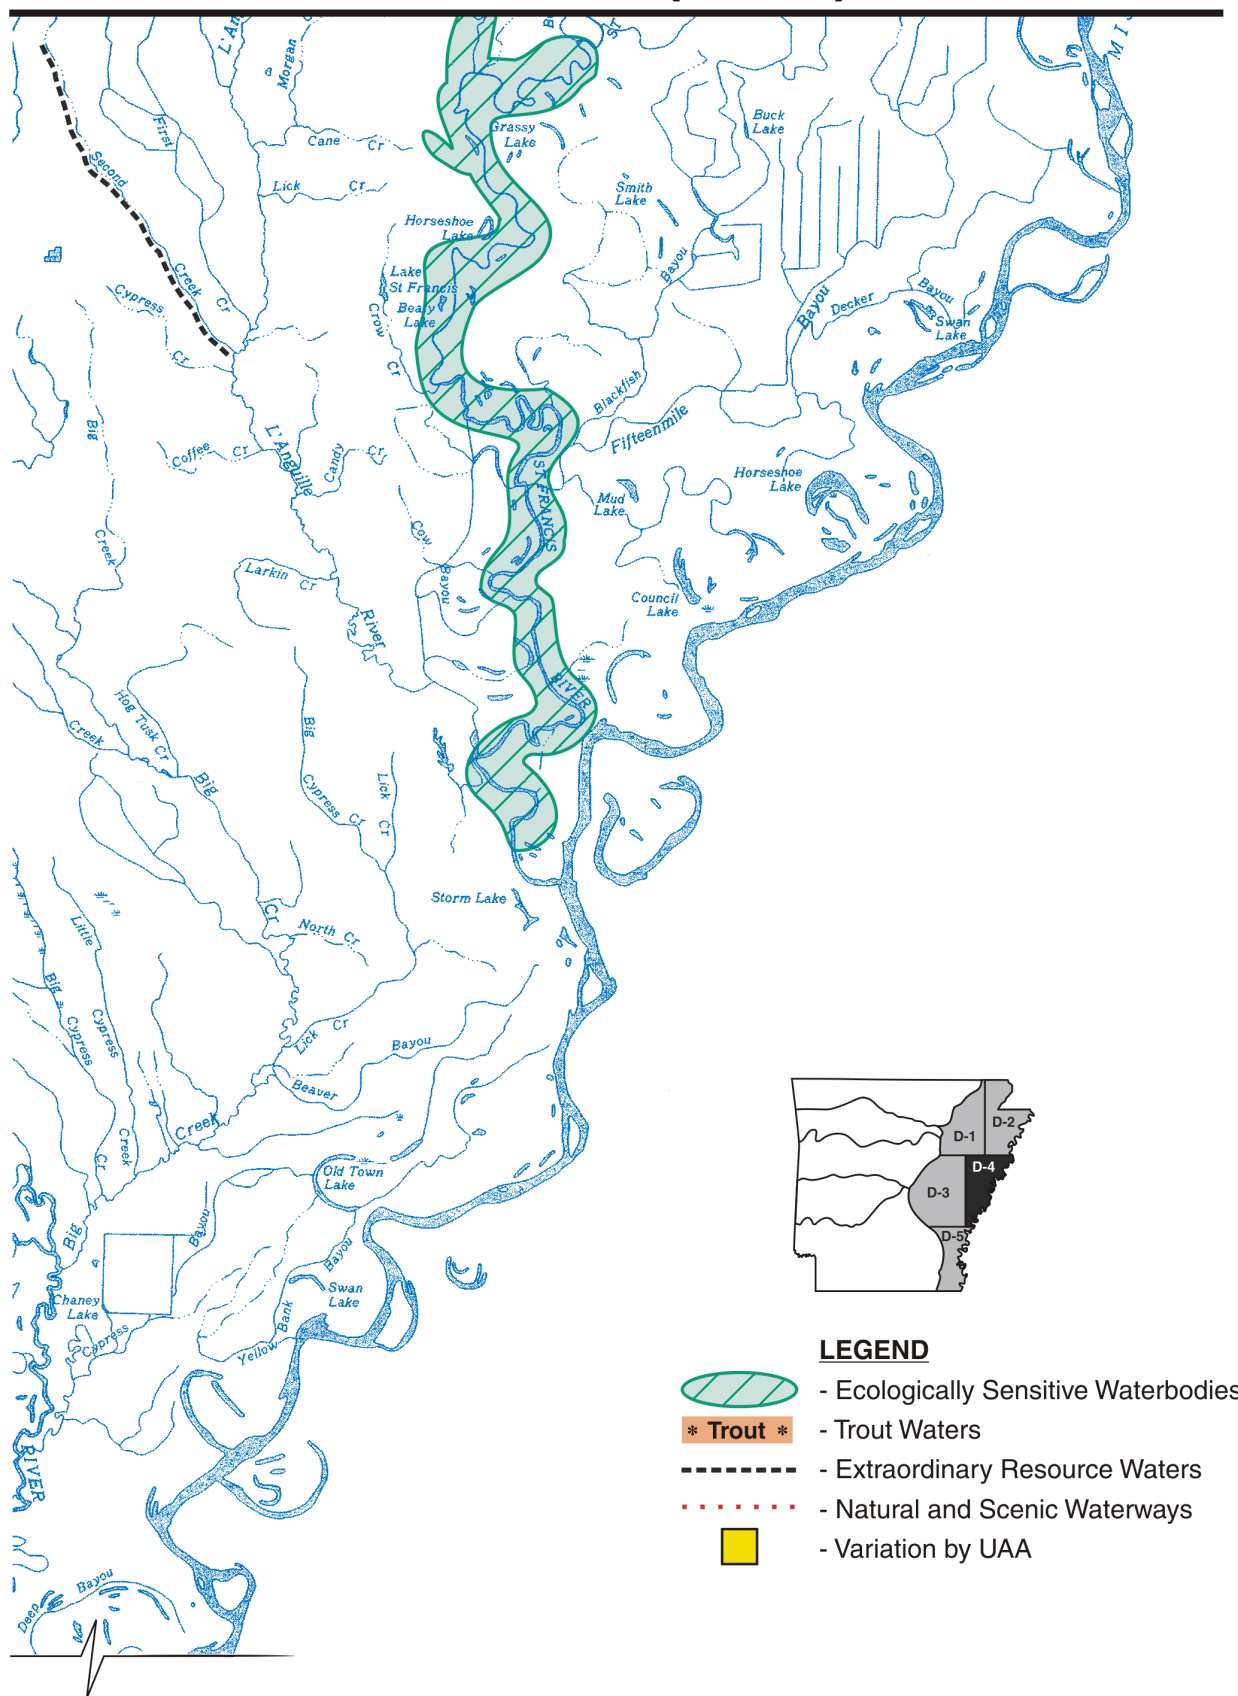 L'An
Morgan
MIS
ST
First
Cane Cr
Grassy
Lake
Buck
Lake
Second
Lick Cr
Smith
Lake
Horseshoe
Lake
Bayou
Creek
Cr
Lake
St Francis
Cypress
Cr
Beaty
Lake
Crow
Cr
Bayou
Decker
Bayou
Swan
Lake
Blackfish
Fifteenmile
Big
Creek
Coffee Cr
L'Anguille
Candy
Cr
ST FRANCIS
Horseshoe
Lake
Mud
Lake
Cow
Bayou
Larkin Cr
River
Council
Lake
RIVER
Hog Tusk Cr
Creek
Big
Cr
Big
Cypress Cr
Lick
Cr
Storm Lake
Little
Cypress
Creek
North Cr
Big
Cypress
Cr
Lick Cr
Bayou
Beaver
Creek
Old Town
Lake
Big
Bayou
Bayou
Swan
Lake
Chaney
Lake
Cypress
Bank
Yellow
RIVER
Deep
Bayou
D-1
D-2
D-4
D-3
D-5
LEGEND
- Ecologically Sensitive Waterbodies
* Trout * - Trout Waters
- Extraordinary Resource Waters
- Natural and Scenic Waterways
- Variation by UAA